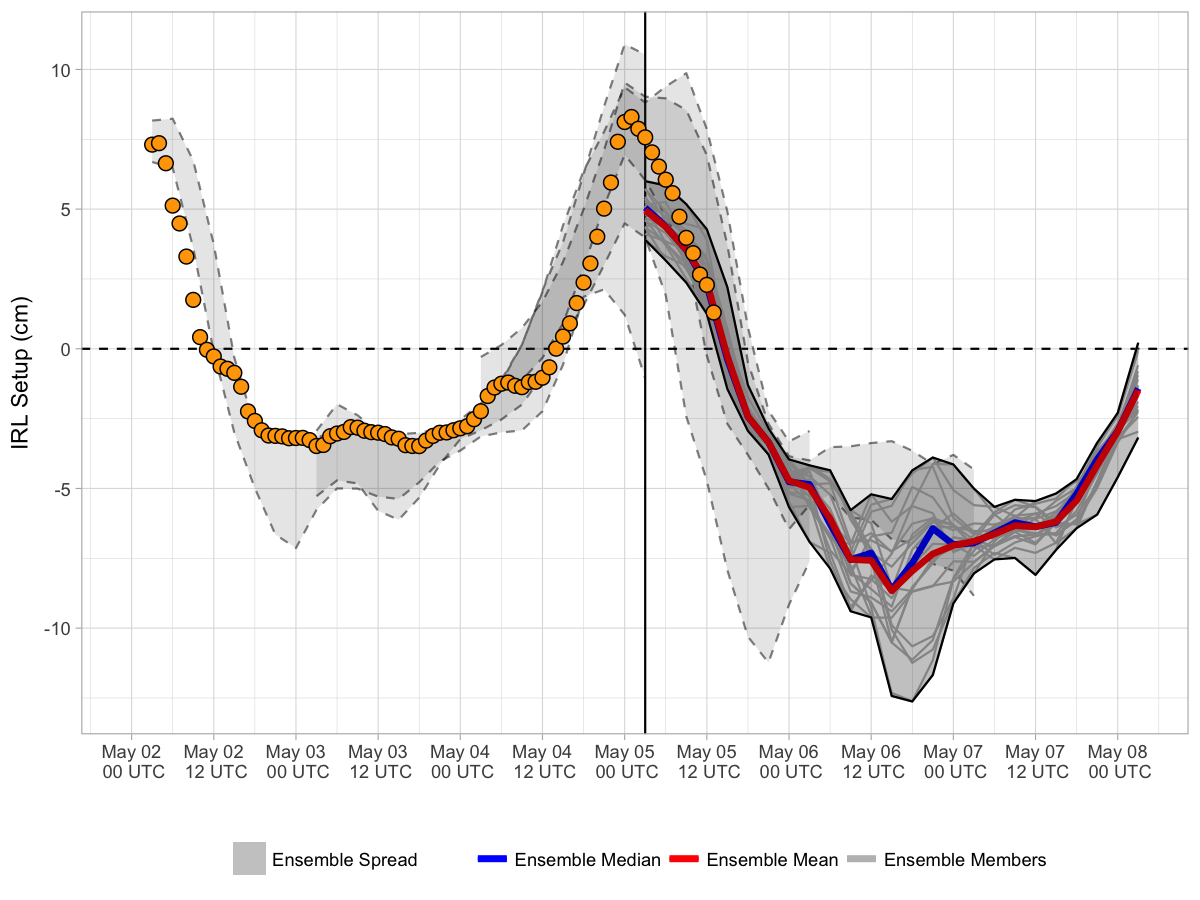 IRL Setup (cm)
10
5
0
-5
-10
May 02 May 02 May 03 May 03 May 04 May 04 May 05 May 05 May 06 May 06 May 07 May 07 May 08
00 UTC 12 UTC 00 UTC 12 UTC 00 UTC 12 UTC 00 UTC 12 UTC 00 UTC 12 UTC 00 UTC 12 UTC 00 UTC
Ensemble Spread Ensemble Median Ensemble Mean Ensemble Members